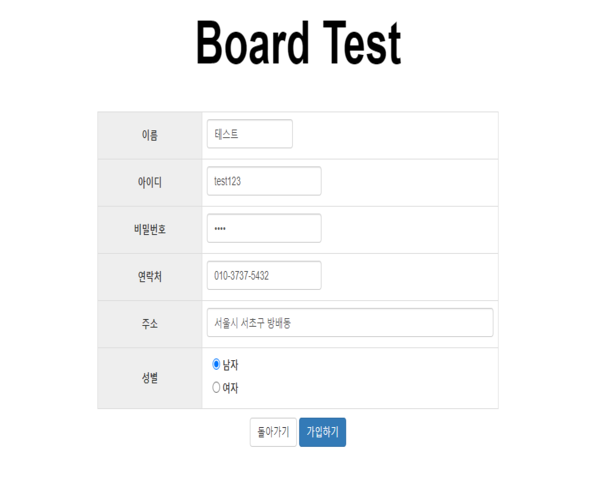 Board Test
이름 테스트
아이디 test123
비밀번호 ••••
연락처 010-3737-5432
주소 서울시 서초구 방배동
성별 남자
여자
돌아가기 가입하기